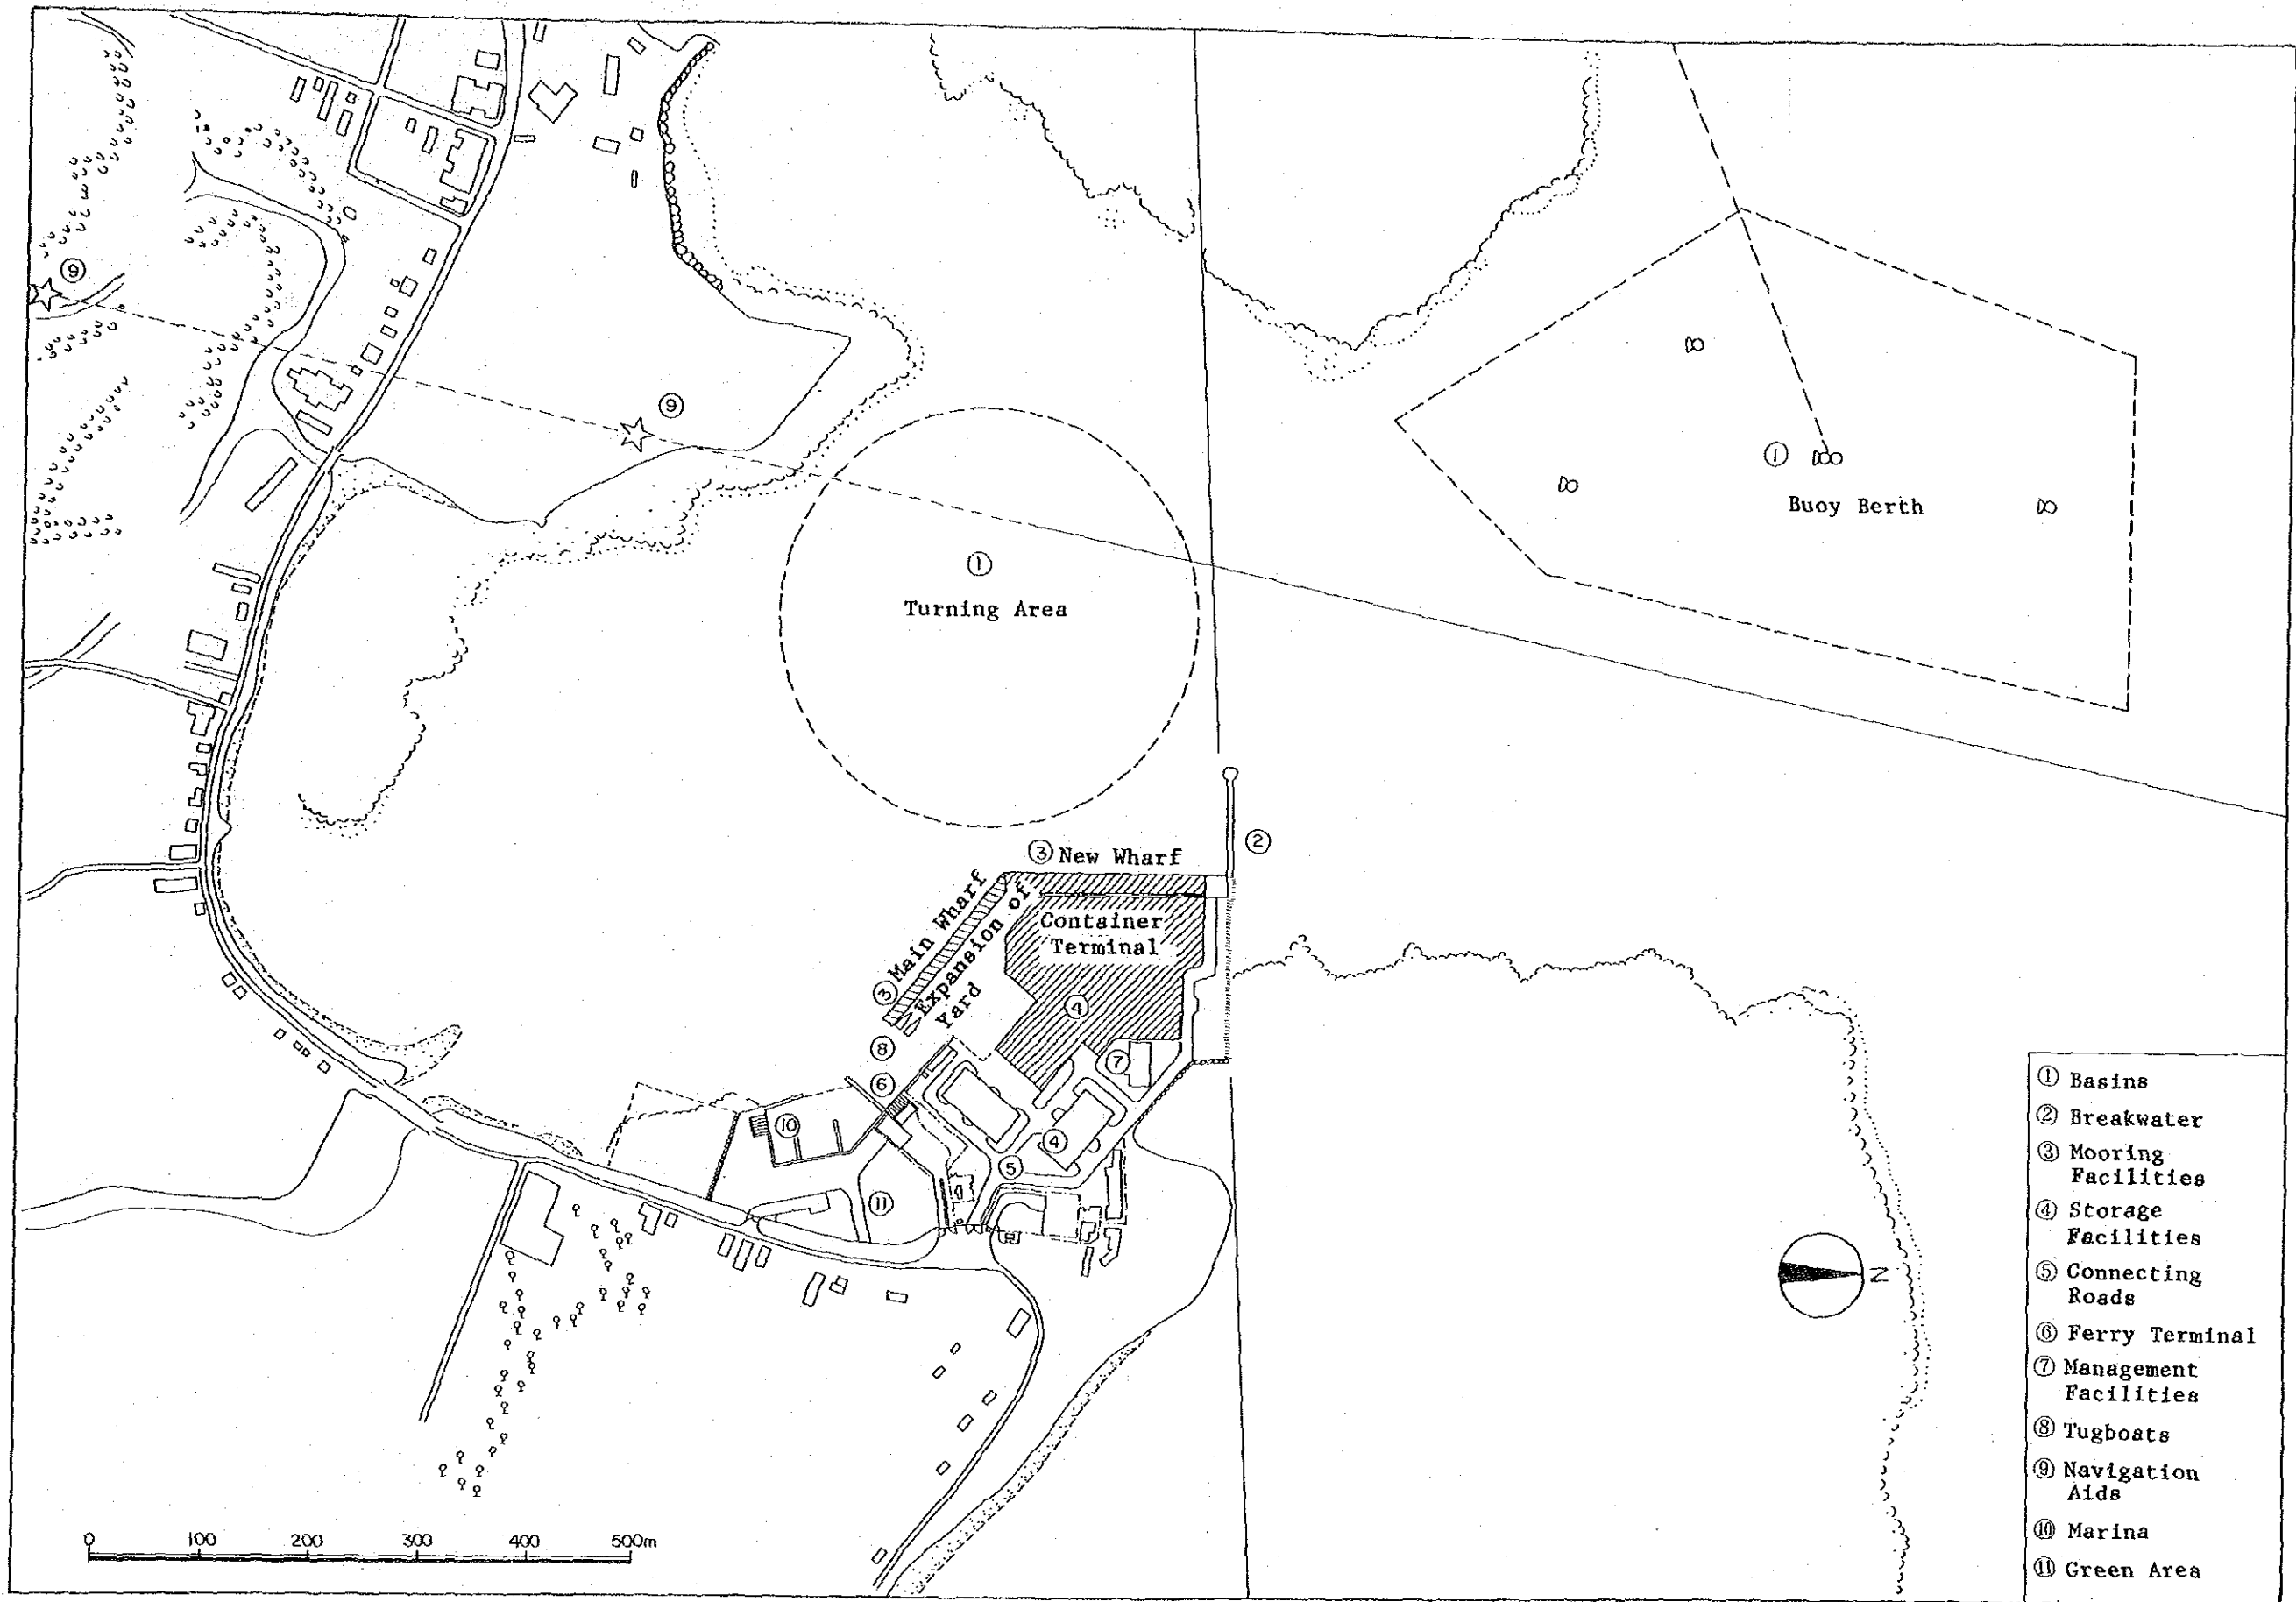 ⑨
⑨
①
Buoy Berth
①
Turning Area
②
③ New Wharf
③ Main Wharf
Expansion of
Yard
Container
Terminal
④
⑧
⑦
⑥
⑩
④
⑤
⑪
N
0 100 200 300 400 500m
① Basins
② Breakwater
③ Mooring
Facilities
④ Storage
Facilities
⑤ Connecting
Roads
⑥ Ferry Terminal
⑦ Management
Facilities
⑧ Tugboats
⑨ Navigation
Aids
⑩ Marina
⑪ Green Area